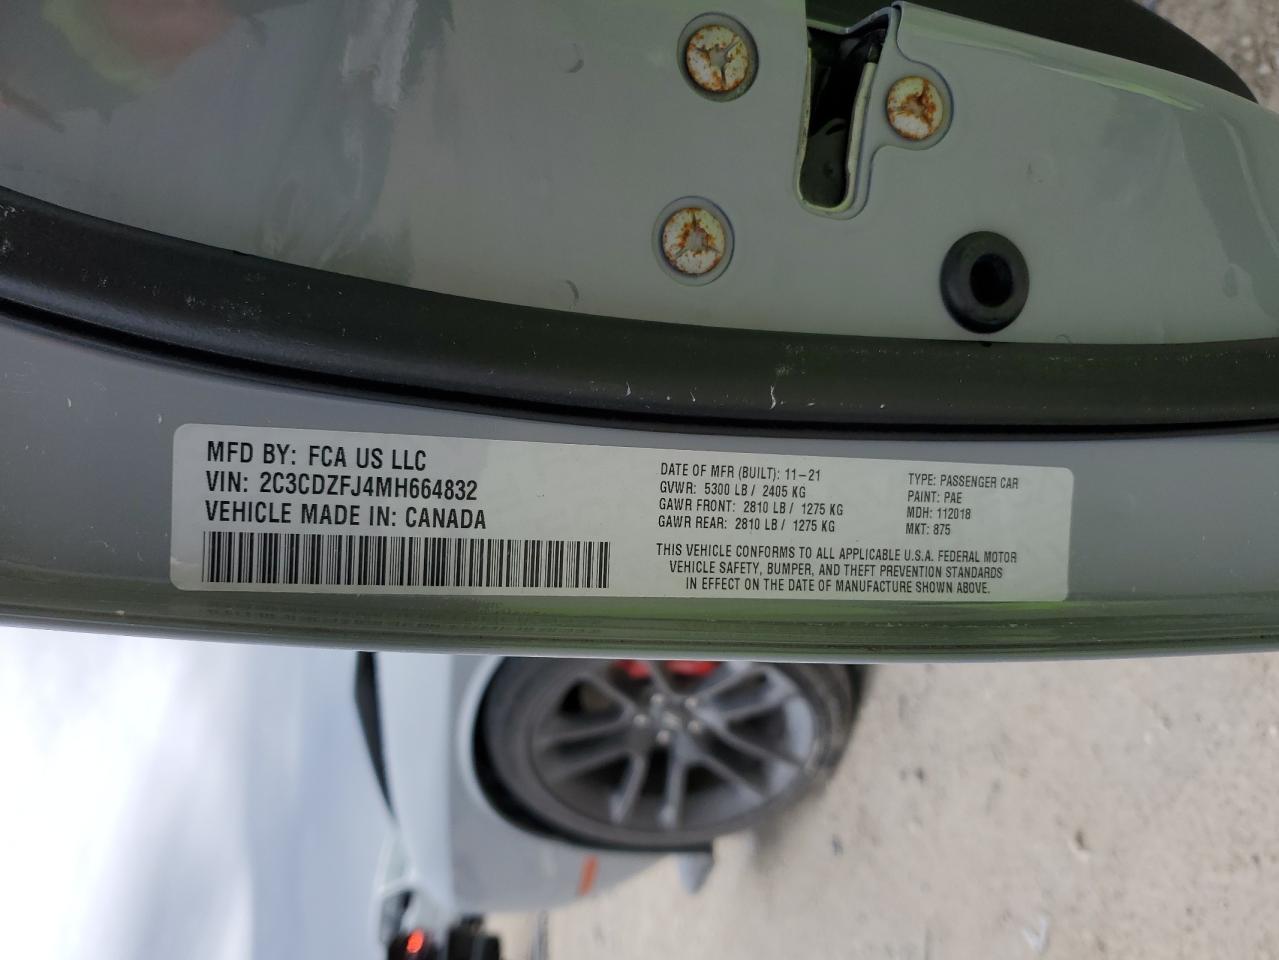 MFD BY: FCA US LLC
VIN: 2C3CDZFJ4MH664832
VEHICLE MADE IN: CANADA
DATE OF MFR (BUILT): 11-21
GVWR: 5300 LB / 2405 KG
GAWR FRONT: 2810 LB / 1275 KG
GAWR REAR: 2810 LB / 1275 KG
TYPE: PASSENGER CAR
PAINT: PAE
MDH: 112018
MKT: 875
THIS VEHICLE CONFORMS TO ALL APPLICABLE U.S.A. FEDERAL MOTOR
VEHICLE SAFETY, BUMPER, AND THEFT PREVENTION STANDARDS
IN EFFECT ON THE DATE OF MANUFACTURE SHOWN ABOVE.